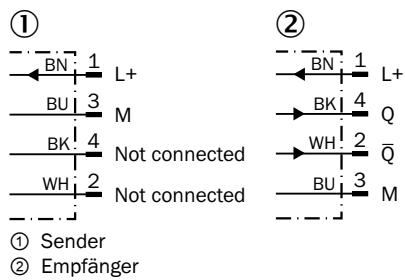 ①
BN 1 L+
BU 3 M
BK 4 Not connected
WH 2 Not connected
②
BN 1 L+
BK 4 Q
WH 2 Q̅
BU 3 M
① Sender
② Empfänger